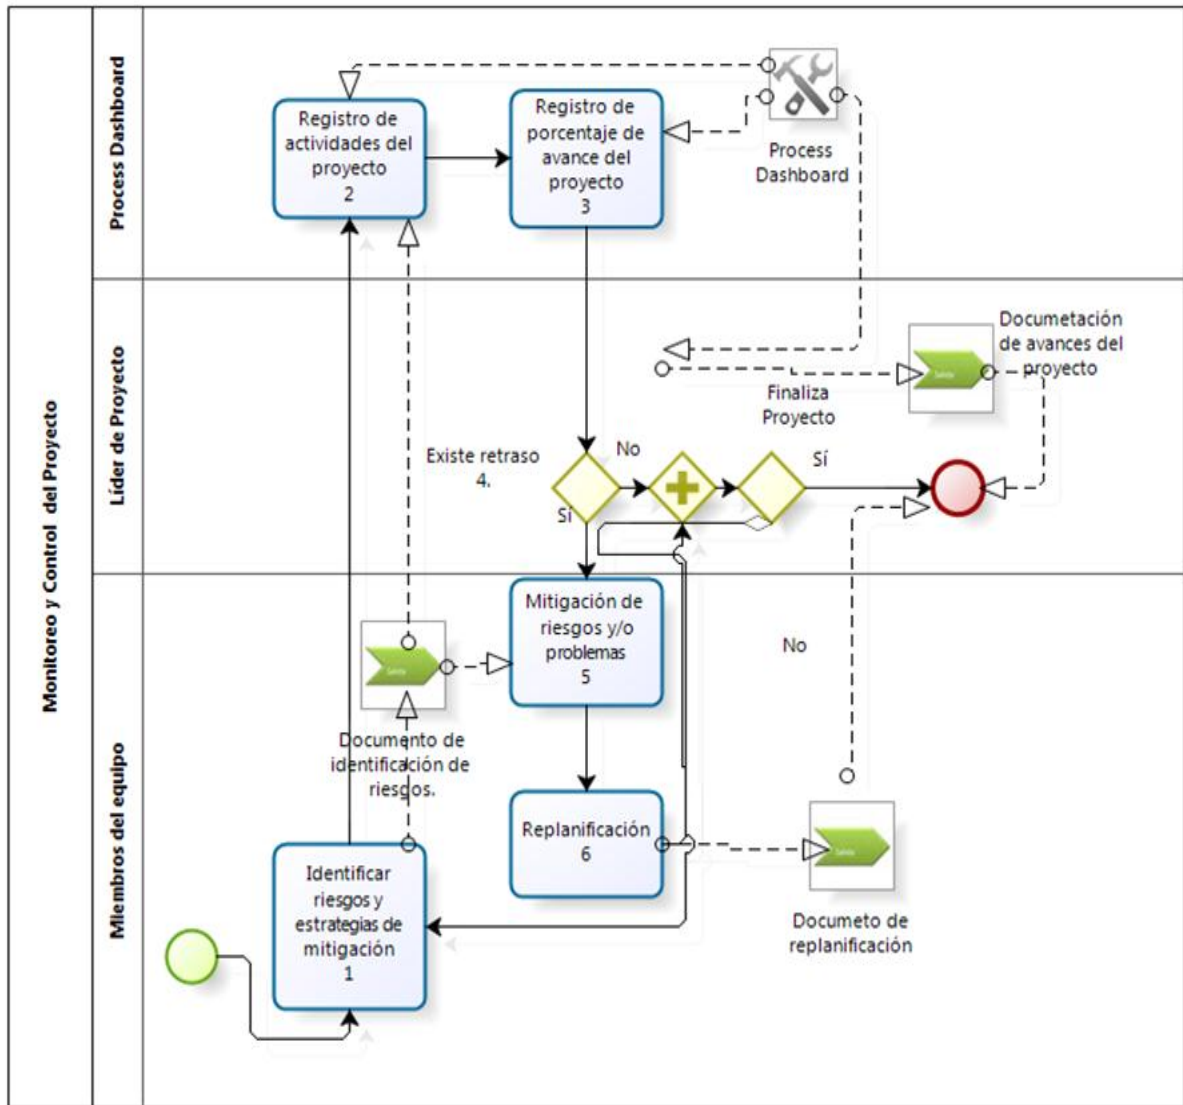 Monitoreo y Control del Proyecto
Process Dashboard
Registro de
actividades del
proyecto
2
Registro de
porcentaje de
avance del
proyecto
3
Process
Dashboard
Líder de Proyecto
Existe retraso
4.
No
Sí
Sí
Finaliza
Proyecto
Salida
Documetación
de avances del
proyecto
Miembros del equipo
Salida
Documento de
identificación de
riesgos.
Mitigación de
riesgos y/o
problemas
5
No
Replanificación
6
Salida
Documeto de
replanificación
Identificar
riesgos y
estrategias de
mitigación
1